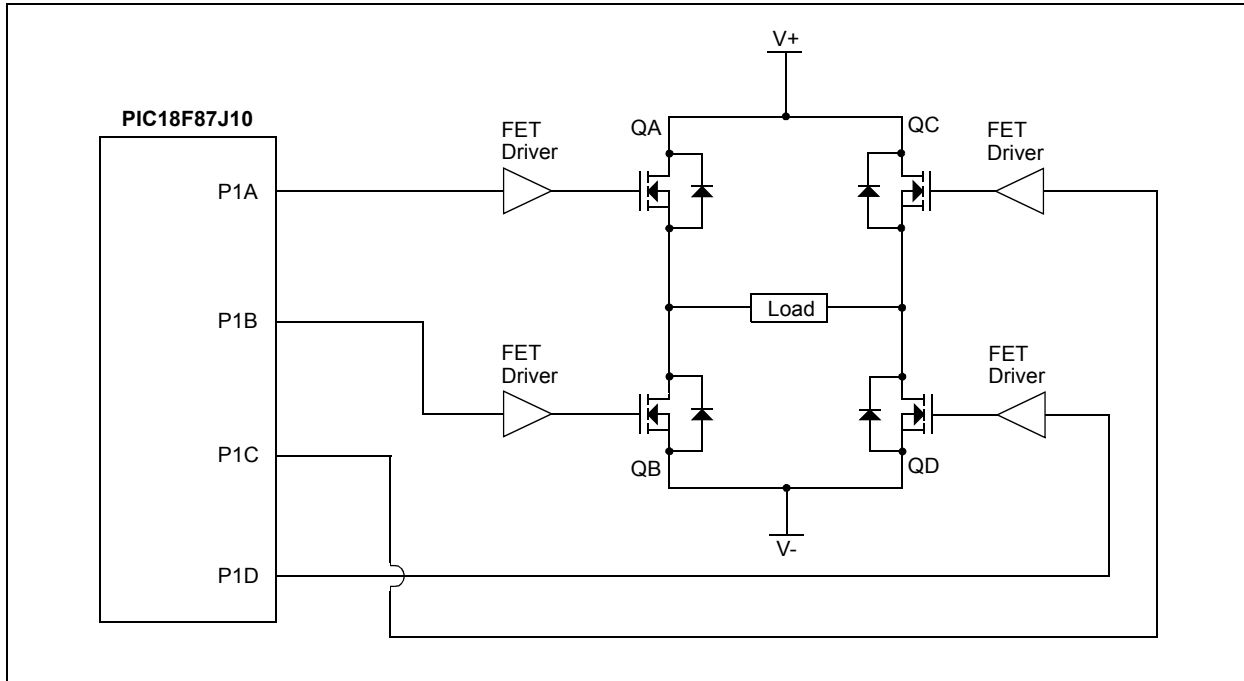 V+
PIC18F87J10
QA
QC
FET
Driver
FET
Driver
P1A
P1B
Load
FET
Driver
FET
Driver
P1C
QB
QD
V-
P1D